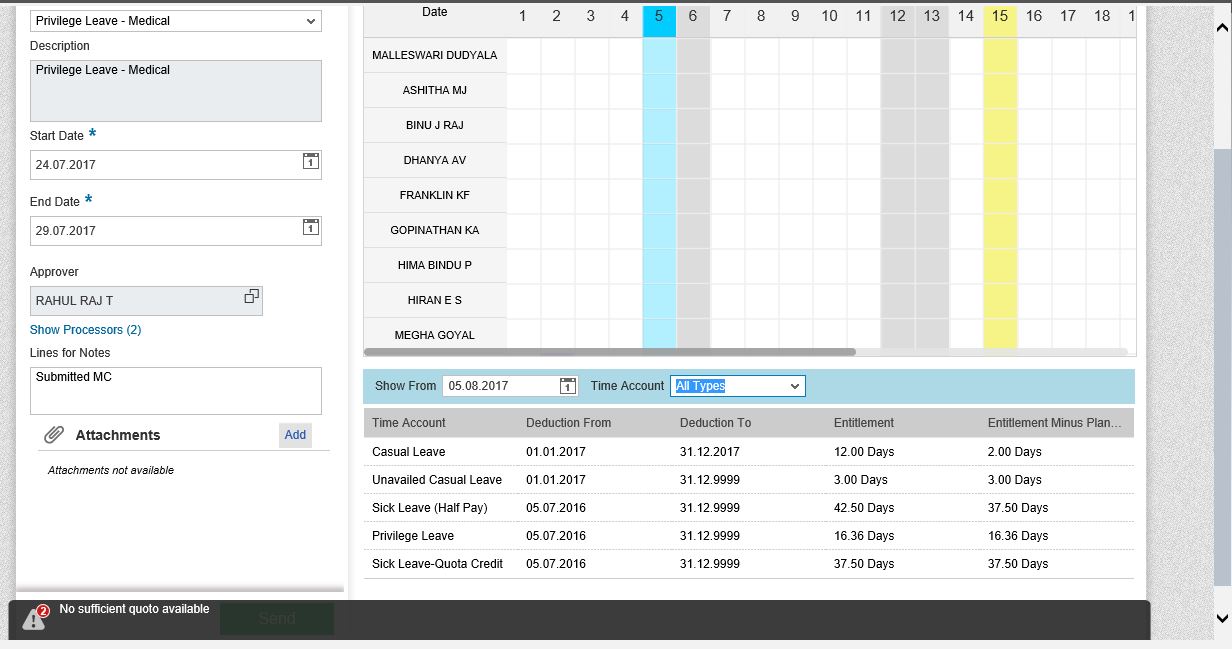 Privilege Leave - Medical
Description
Privilege Leave - Medical
Start Date *
24.07.2017
1
End Date *
29.07.2017
1
Approver
RAHUL RAJ T
Show Processors (2)
Lines for Notes
Submitted MC
Attachments Add
Attachments not available
Date 1 2 3 4 5 6 7 8 9 10 11 12 13 14 15 16 17 18 1
MALLESWARI DUDYALA
ASHITHA MJ
BINU J RAJ
DHANYA AV
FRANKLIN KF
GOPINATHAN KA
HIMA BINDU P
HIRAN E S
MEGHA GOYAL
Show From 05.08.2017 1 Time Account All Types
Time Account Deduction From Deduction To Entitlement Entitlement Minus Plan...
Casual Leave 01.01.2017 31.12.2017 12.00 Days 2.00 Days
Unavailed Casual Leave 01.01.2017 31.12.9999 3.00 Days 3.00 Days
Sick Leave (Half Pay) 05.07.2016 31.12.9999 42.50 Days 37.50 Days
Privilege Leave 05.07.2016 31.12.9999 16.36 Days 16.36 Days
Sick Leave-Quota Credit 05.07.2016 31.12.9999 37.50 Days 37.50 Days
2 No sufficient quoto available Send